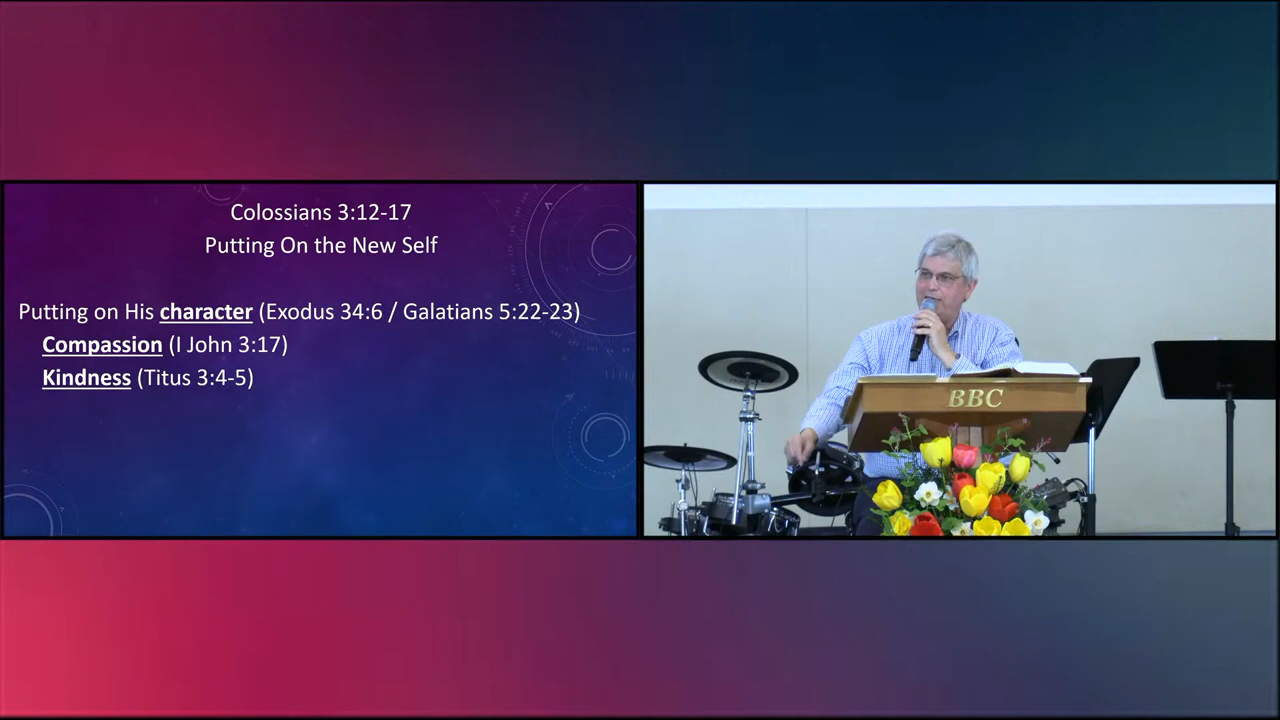 Colossians 3:12-17
Putting On the New Self
Putting on His character (Exodus 34:6 / Galatians 5:22-23)
Compassion (I John 3:17)
Kindness (Titus 3:4-5)
BBC